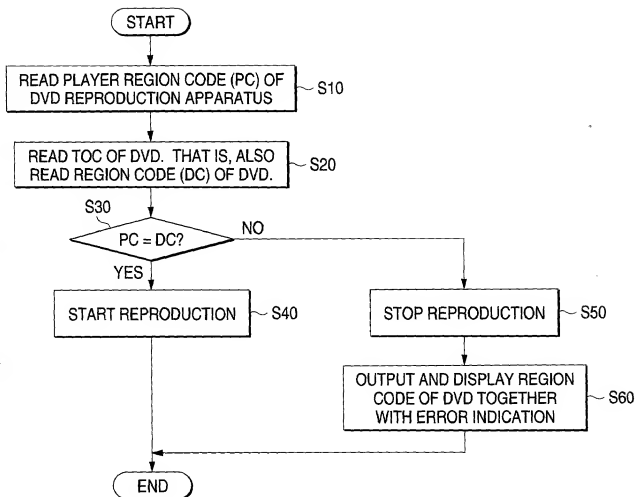 START
READ PLAYER REGION CODE (PC) OF
DVD REPRODUCTION APPARATUS
S10
READ TOC OF DVD. THAT IS, ALSO
READ REGION CODE (DC) OF DVD.
S20
S30
PC = DC?
NO
YES
START REPRODUCTION
S40
STOP REPRODUCTION
S50
OUTPUT AND DISPLAY REGION
CODE OF DVD TOGETHER
WITH ERROR INDICATION
S60
END